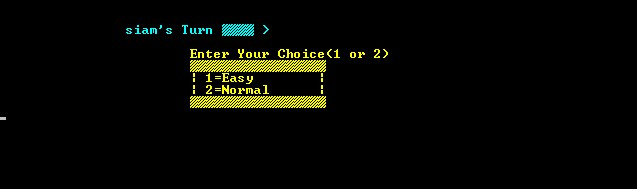 siam's Turn ▒▒▒▒ >
Enter Your Choice(1 or 2)
¦ 1=Easy ¦
¦ 2=Normal ¦